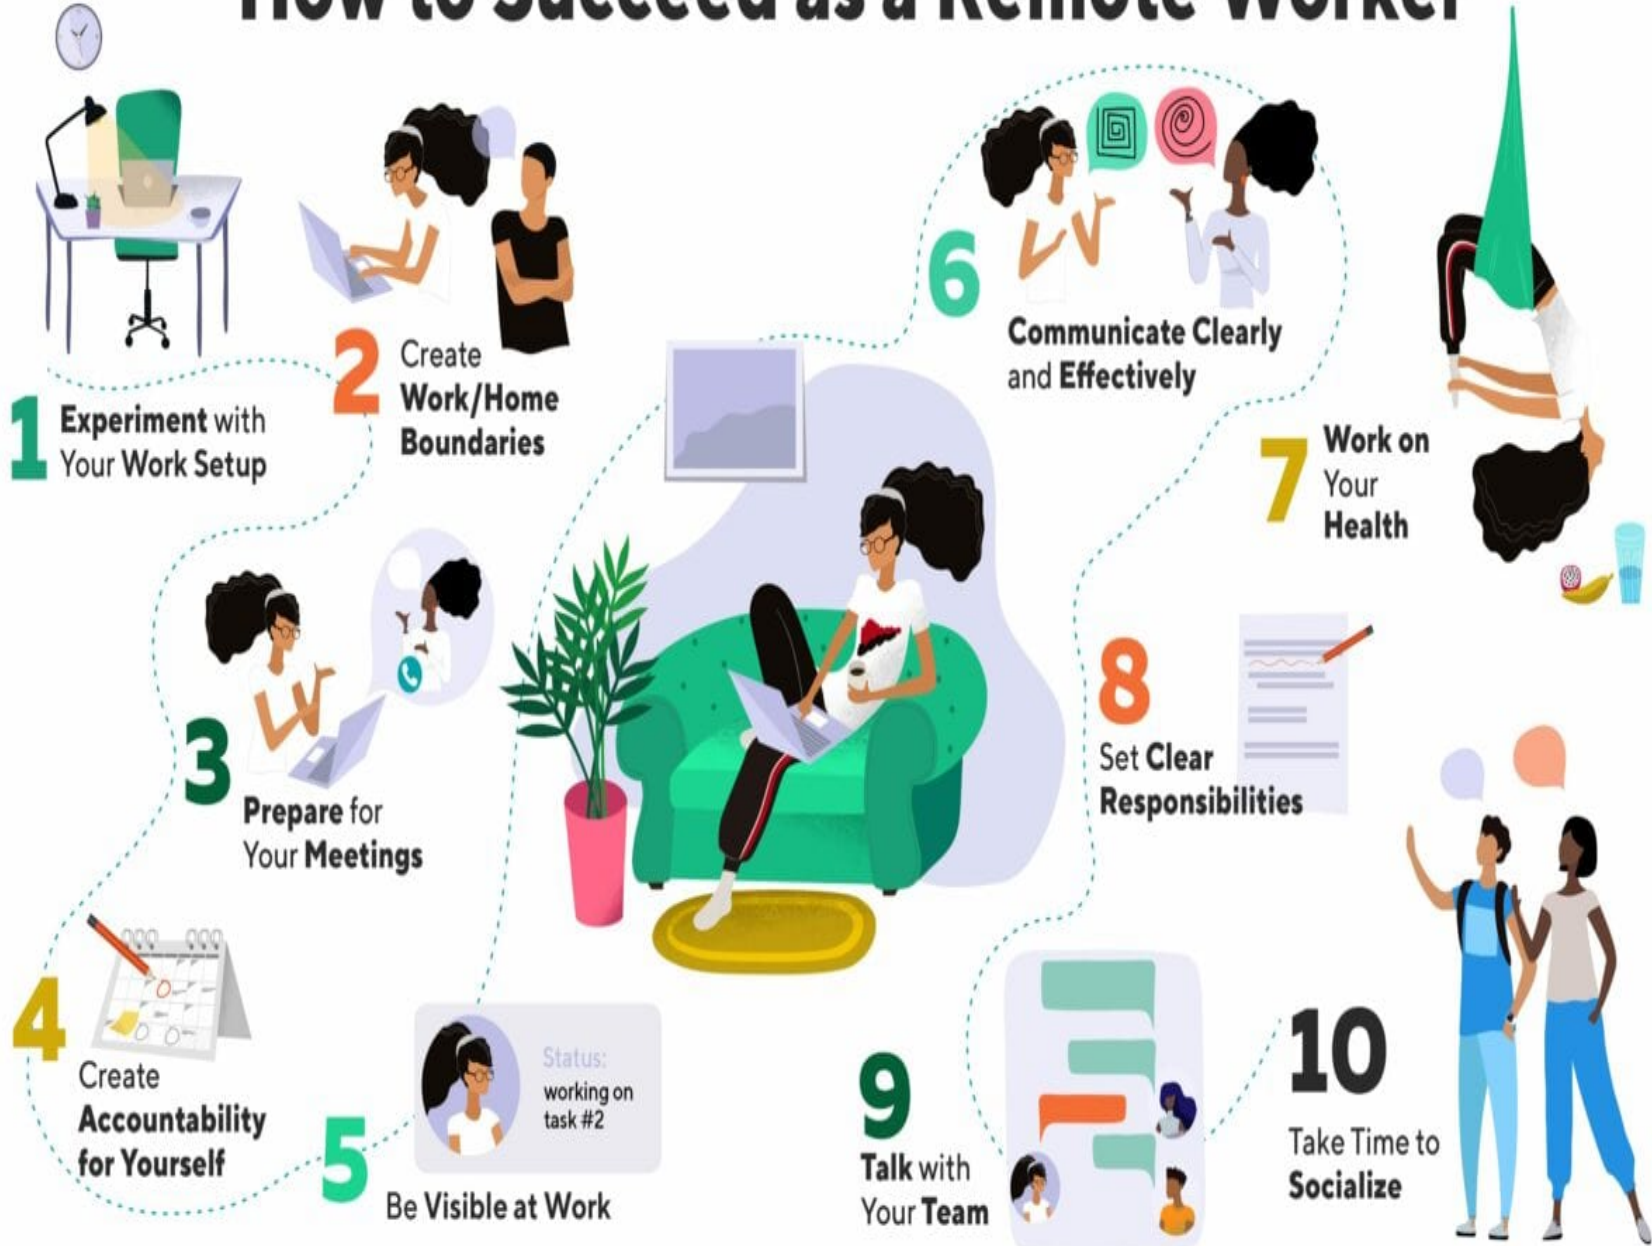 How to Succeed as a Remote Worker
1
Experiment with
Your Work Setup
2
Create
Work/Home
Boundaries
3
Prepare for
Your Meetings
4
Create
Accountability
for Yourself
5
Be Visible at Work
Status:
working on
task #2
6
Communicate Clearly
and Effectively
7
Work on
Your
Health
8
Set Clear
Responsibilities
9
Talk with
Your Team
10
Take Time to
Socialize